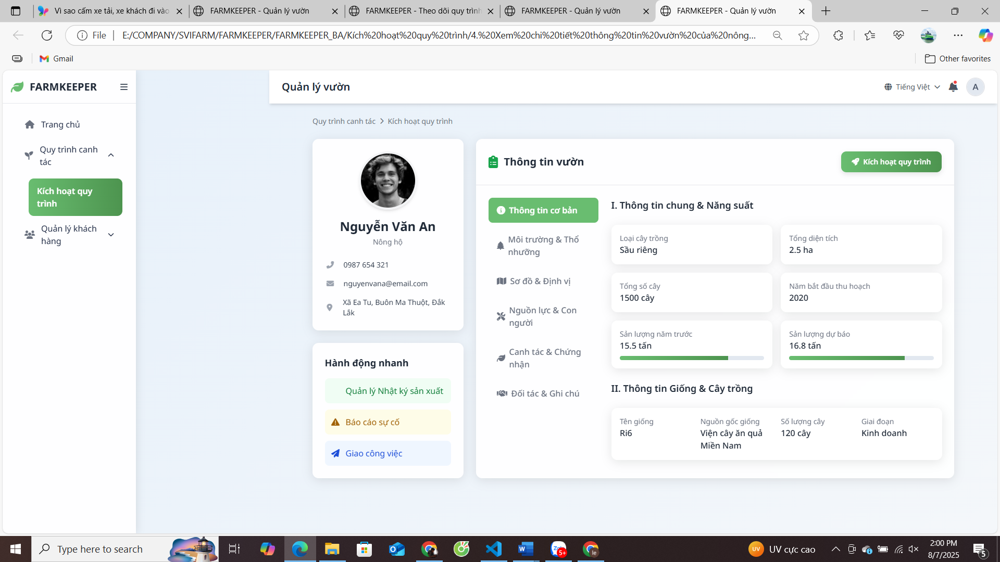 Vì sao cấm xe tải, xe khách đi vào
FARMKEEPER - Quản lý vườn
FARMKEEPER - Theo dõi quy trình
FARMKEEPER - Quản lý vườn
FARMKEEPER - Quản lý vườn
File
E:/COMPANY/SVIFARM/FARMKEEPER/FARMKEEPER_BA/Kích%20hoạt%20quy%20trình/4.%20Xem%20chi%20tiết%20thông%20tin%20vườn%20của%20nông...
Gmail
Other favorites
FARMKEEPER
Trang chủ
Quy trình canh
tác
Kích hoạt quy
trình
Quản lý khách
hàng
Quản lý vườn
Tiếng Việt
A
Quy trình canh tác
Kích hoạt quy trình
Nguyễn Văn An
Nông hộ
0987 654 321
nguyenvana@email.com
Xã Ea Tu, Buôn Ma Thuột, Đắk
Lắk
Hành động nhanh
Quản lý Nhật ký sản xuất
Báo cáo sự cố
Giao công việc
Thông tin vườn
Kích hoạt quy trình
Thông tin cơ bản
Môi trường & Thổ
nhưỡng
Sơ đồ & Định vị
Nguồn lực & Con
người
Canh tác & Chứng
nhận
Đối tác & Ghi chú
I. Thông tin chung & Năng suất
Loại cây trồng
Sầu riêng
Tổng diện tích
2.5 ha
Tổng số cây
1500 cây
Năm bắt đầu thu hoạch
2020
Sản lượng năm trước
15.5 tấn
Sản lượng dự báo
16.8 tấn
II. Thông tin Giống & Cây trồng
Tên giống
Ri6
Nguồn gốc giống
Viện cây ăn quả
Miền Nam
Số lượng cây
120 cây
Giai đoạn
Kinh doanh
Type here to search
5+
le
UV
UV cực cao
2:00 PM
8/7/2025
5